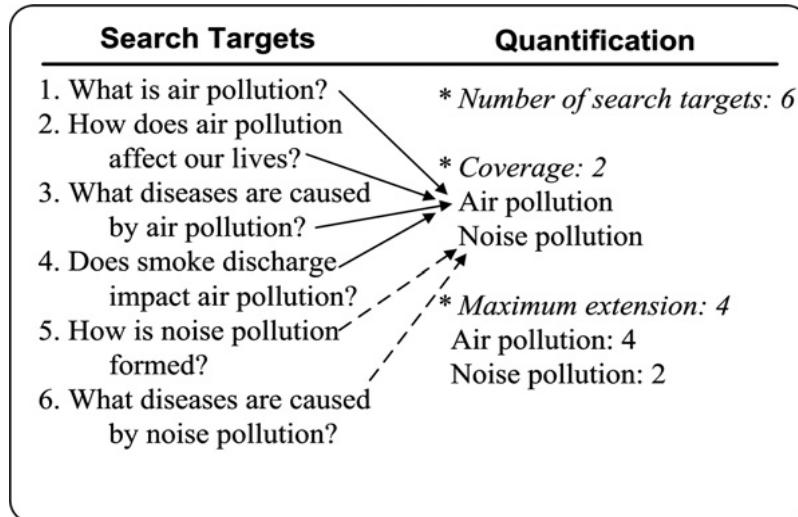 Search Targets
Quantification
1. What is air pollution?
2. How does air pollution
affect our lives?
3. What diseases are caused
by air pollution?
4. Does smoke discharge
impact air pollution?
5. How is noise pollution
formed?
6. What diseases are caused
by noise pollution?
* Number of search targets: 6
* Coverage: 2
Air pollution
Noise pollution
* Maximum extension: 4
Air pollution: 4
Noise pollution: 2